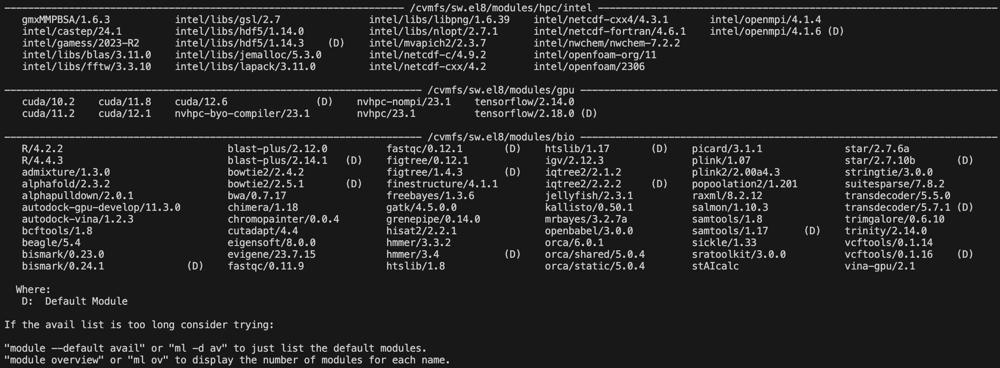 ---------------------------------------------------------------------- /cvmfs/sw.el8/modules/hpc/intel ----------------------------------------------------------------------
gmxMMPBSA/1.6.3 intel/libs/gsl/2.7 intel/libs/libpng/1.6.39 intel/netcdf-cxx4/4.3.1 intel/openmpi/4.1.4
intel/castep/24.1 intel/libs/hdf5/1.14.0 intel/libs/nlopt/2.7.1 intel/netcdf-fortran/4.6.1 intel/openmpi/4.1.6 (D)
intel/gamess/2023-R2 intel/libs/hdf5/1.14.3 (D) intel/mvapich2/2.3.7 intel/nwchem/nwchem-7.2.2
intel/libs/blas/3.11.0 intel/libs/jemalloc/5.3.0 intel/netcdf-c/4.9.2 intel/openfoam-org/11
intel/libs/fftw/3.3.10 intel/libs/lapack/3.11.0 intel/netcdf-cxx/4.2 intel/openfoam/2306
------------------------------------------------------------------------- /cvmfs/sw.el8/modules/gpu -------------------------------------------------------------------------
cuda/10.2 cuda/11.8 cuda/12.6 (D) nvhpc-nompi/23.1 tensorflow/2.14.0
cuda/11.2 cuda/12.1 nvhpc-byo-compiler/23.1 nvhpc/23.1 tensorflow/2.18.0 (D)
------------------------------------------------------------------------- /cvmfs/sw.el8/modules/bio -------------------------------------------------------------------------
R/4.2.2 blast-plus/2.12.0 fastqc/0.12.1 (D) htslib/1.17 (D) picard/3.1.1 star/2.7.6a
R/4.4.3 blast-plus/2.14.1 (D) figtree/0.12.1 igv/2.12.3 plink/1.07 star/2.7.10b (D)
admixture/1.3.0 bowtie2/2.4.2 figtree/1.4.3 (D) iqtree2/2.1.2 plink2/2.00a4.3 stringtie/3.0.0
alphafold/2.3.2 bowtie2/2.5.1 (D) finestructure/4.1.1 iqtree2/2.2.2 (D) popoolation2/1.201 suitesparse/7.8.2
alphapulldown/2.0.1 bwa/0.7.17 freebayes/1.3.6 jellyfish/2.3.1 raxml/8.2.12 transdecoder/5.5.0
autodock-gpu-develop/11.3.0 chimera/1.18 gatk/4.5.0.0 kallisto/0.50.1 salmon/1.10.3 transdecoder/5.7.1 (D)
autodock-vina/1.2.3 chromopainter/0.0.4 grenepipe/0.14.0 mrbayes/3.2.7a samtools/1.8 trimgalore/0.6.10
bcftools/1.8 cutadapt/4.4 hisat2/2.2.1 openbabel/3.0.0 samtools/1.17 (D) trinity/2.14.0
beagle/5.4 eigensoft/8.0.0 hmmer/3.3.2 orca/6.0.1 sickle/1.33 vcftools/0.1.14
bismark/0.23.0 evigene/23.7.15 hmmer/3.4 (D) orca/shared/5.0.4 sratoolkit/3.0.0 vcftools/0.1.16 (D)
bismark/0.24.1 (D) fastqc/0.11.9 htslib/1.8 orca/static/5.0.4 stAIcalc vina-gpu/2.1
Where:
D: Default Module
If the avail list is too long consider trying:
"module --default avail" or "ml -d av" to just list the default modules.
"module overview" or "ml ov" to display the number of modules for each name.